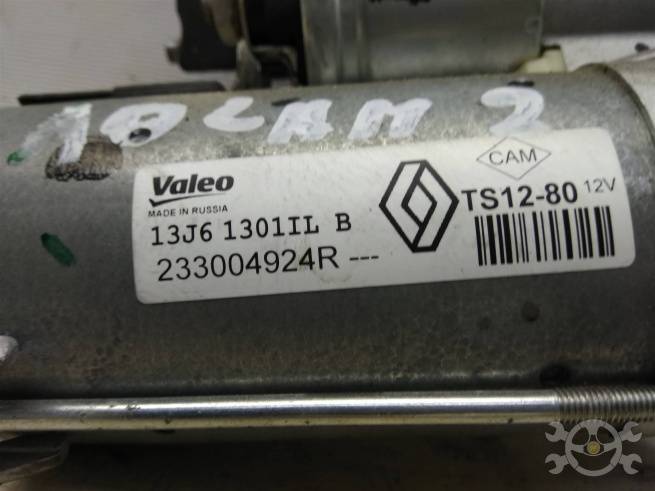 Valeo
MADE IN RUSSIA
13J6 1301IL B
233004924R ---
CAM
TS12-80 12V